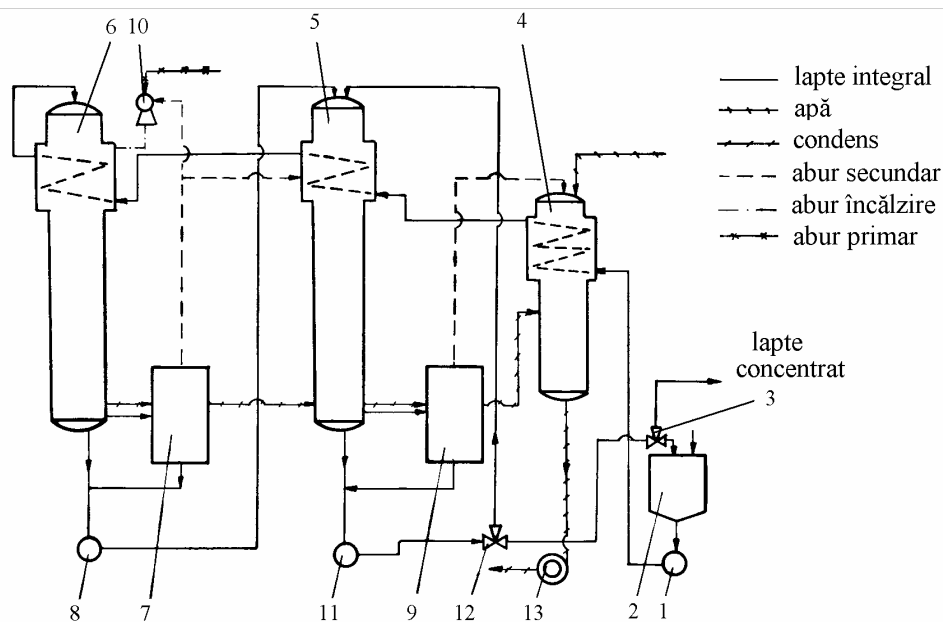 6 10
5
4
lapte integral
apă
condens
abur secundar
abur încălzire
abur primar
lapte
concentrat
3
8
7
11
9
12
13
2
1